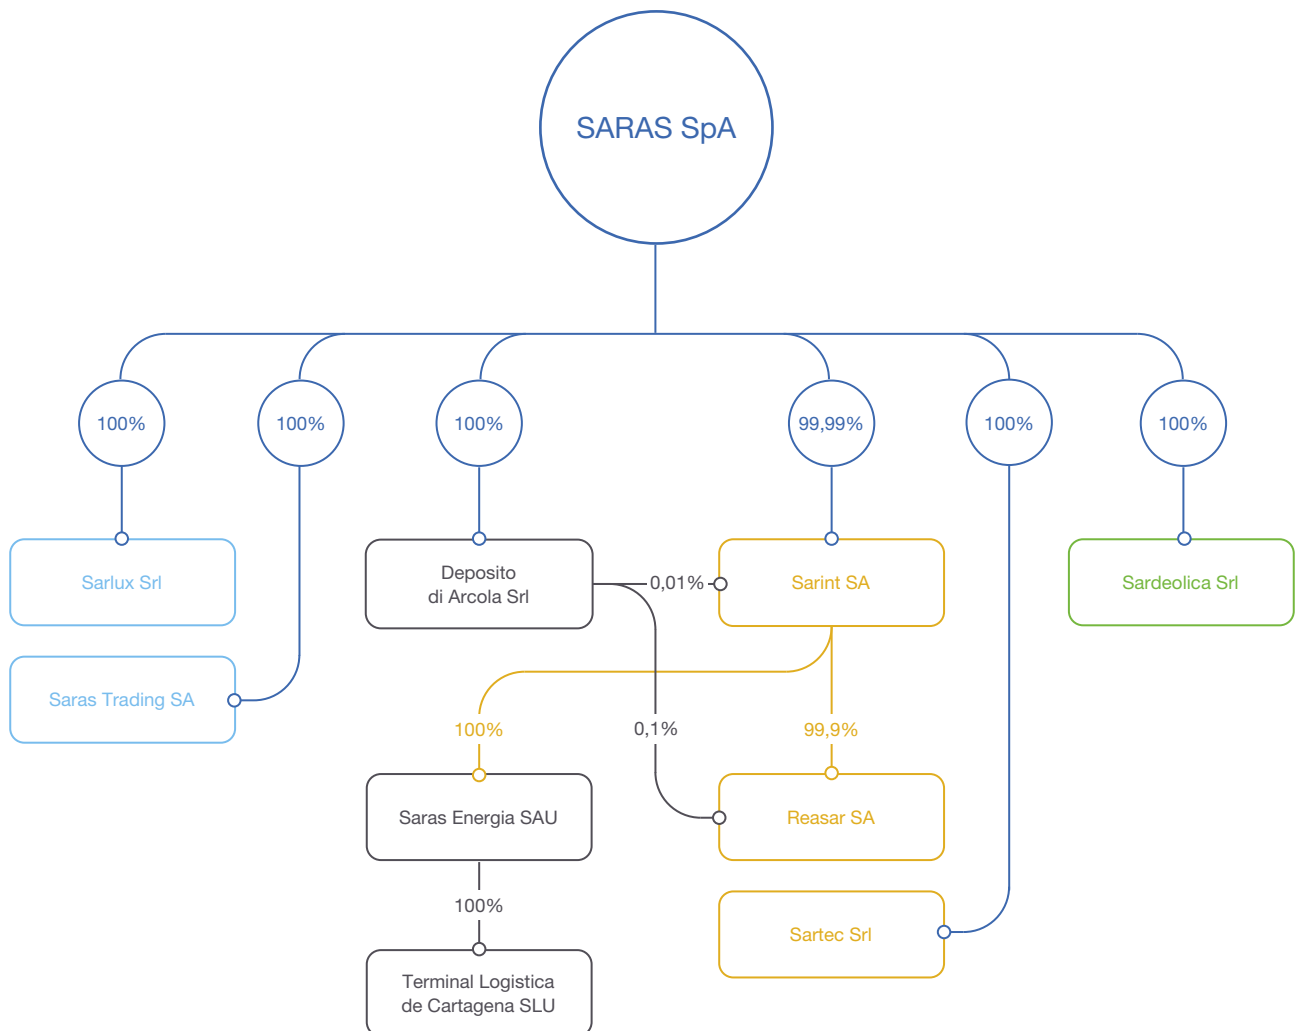 SARAS SpA
100%
100%
100%
99,99%
100%
100%
Sarlux Srl
Deposito
di Arcola Srl
0,01%
Sarint SA
Sardeolica Srl
Saras Trading SA
100%
0,1%
99,9%
Saras Energia SAU
Reasar SA
100%
Sartec Srl
Terminal Logistica
de Cartagena SLU